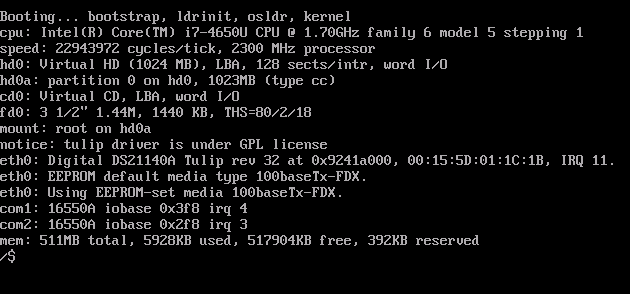 Booting... bootstrap, ldrinit, osldr, kernel
cpu: Intel(R) Core(TM) i7-4650U CPU @ 1.70GHz family 6 model 5 stepping 1
speed: 22943972 cycles/tick, 2300 MHz processor
hd0: Virtual HD (1024 MB), LBA, 128 sects/intr, word I/O
hd0a: partition 0 on hd0, 1023MB (type cc)
cd0: Virtual CD, LBA, word I/O
fd0: 3 1/2" 1.44M, 1440 KB, THS=80/2/18
mount: root on hd0a
notice: tulip driver is under GPL license
eth0: Digital DS21140A Tulip rev 32 at 0x9241a000, 00:15:5D:01:1C:1B, IRQ 11.
eth0: EEPROM default media type 100baseTx-FDX.
eth0: Using EEPROM-set media 100baseTx-FDX.
com1: 16550A iobase 0x3f8 irq 4
com2: 16550A iobase 0x2f8 irq 3
mem: 511MB total, 5928KB used, 517904KB free, 392KB reserved
/$